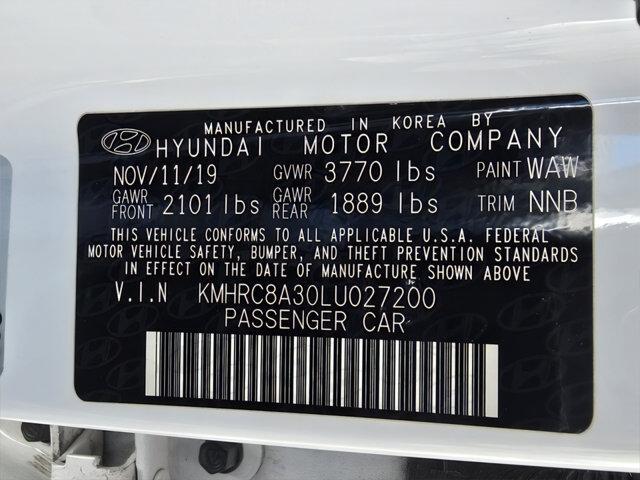 MANUFACTURED IN KOREA BY
HYUNDAI MOTOR COMPANY
NOV/11/19 GVWR 3770 lbs PAINT WAW
GAWR FRONT 2101 lbs GAWR REAR 1889 lbs TRIM NNB
THIS VEHICLE CONFORMS TO ALL APPLICABLE U.S.A. FEDERAL
MOTOR VEHICLE SAFETY, BUMPER, AND THEFT PREVENTION STANDARDS
IN EFFECT ON THE DATE OF MANUFACTURE SHOWN ABOVE
V.I.N KMHRC8A30LU027200
PASSENGER CAR